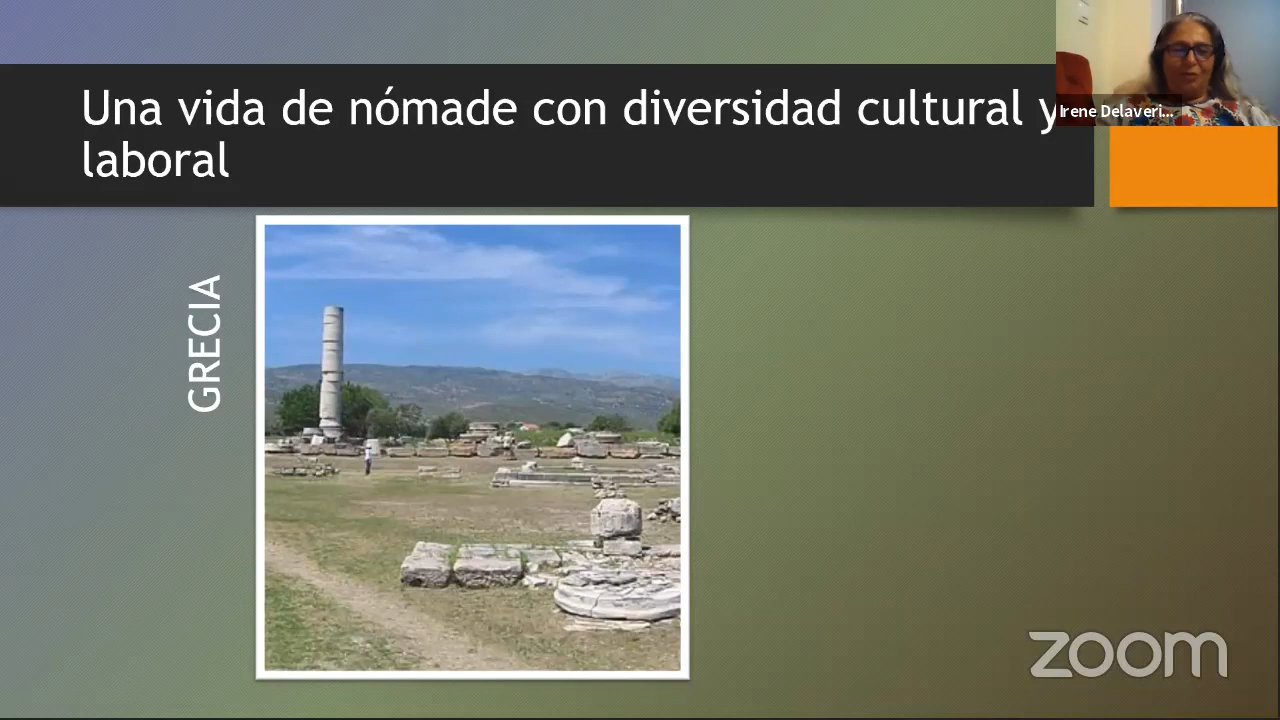 Una vida de nómade con diversidad cultural y
laboral
Irene Delaveri...
GRECIA
zoom